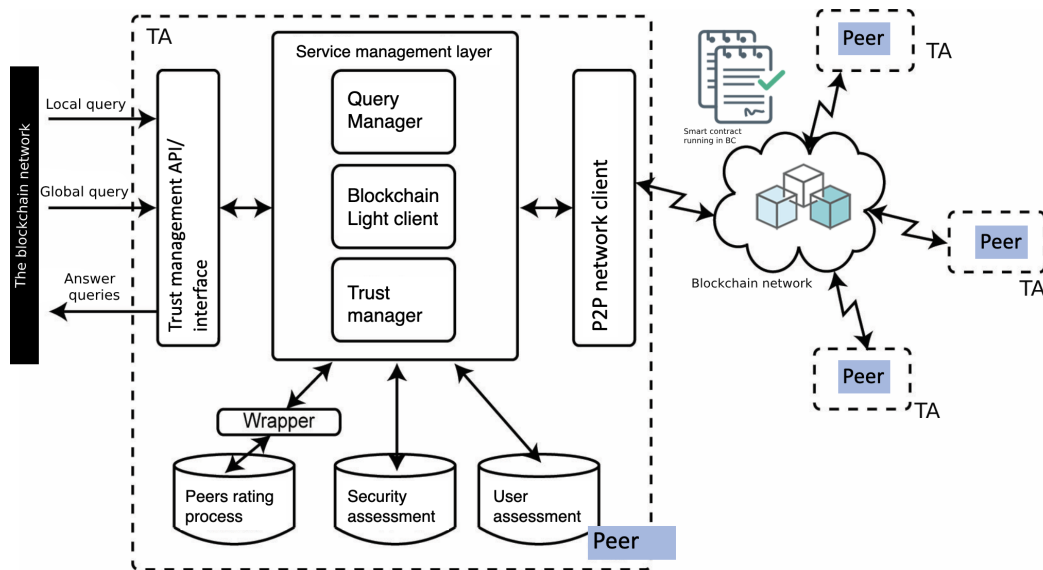 TA
The blockchain network
Local query
Global query
Answer
queries
Trust management API/
interface
Service management layer
Query
Manager
Blockchain
Light client
Trust
manager
P2P network client
Wrapper
Peers rating
process
Security
assessment
User
assessment
Peer
Smart contract
running in BC
Blockchain network
Peer
TA
Peer
TA
Peer
TA